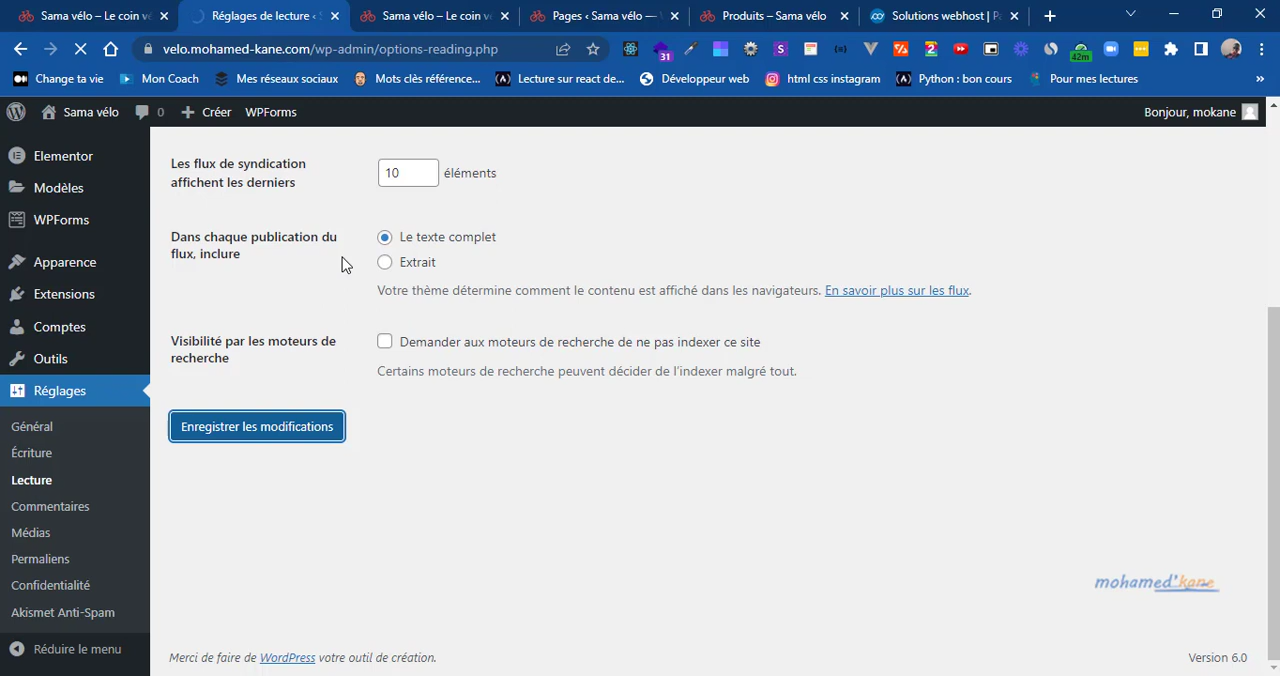 Sama vélo – Le coin v
Réglages de lecture ‹ S
Sama vélo – Le coin v
Pages ‹ Sama vélo —
Produits – Sama vélo
Solutions webhost | P
velo.mohamed-kane.com/wp-admin/options-reading.php
31
42m
Change ta vie
Mon Coach
Mes réseaux sociaux
Mots clés référence...
Lecture sur react de...
Développeur web
html css instagram
Python : bon cours
Pour mes lectures
»
Sama vélo
0
Créer
WPForms
Bonjour, mokane
Elementor
Modèles
WPForms
Apparence
Extensions
Comptes
Outils
Réglages
Général
Écriture
Lecture
Commentaires
Médias
Permaliens
Confidentialité
Akismet Anti-Spam
Réduire le menu
Les flux de syndication
affichent les derniers
10
éléments
Dans chaque publication du
flux, inclure
Le texte complet
Extrait
Votre thème détermine comment le contenu est affiché dans les navigateurs. En savoir plus sur les flux.
Visibilité par les moteurs de
recherche
Demander aux moteurs de recherche de ne pas indexer ce site
Certains moteurs de recherche peuvent décider de l'indexer malgré tout.
Enregistrer les modifications
mohamed'kane
Merci de faire de WordPress votre outil de création.
Version 6.0